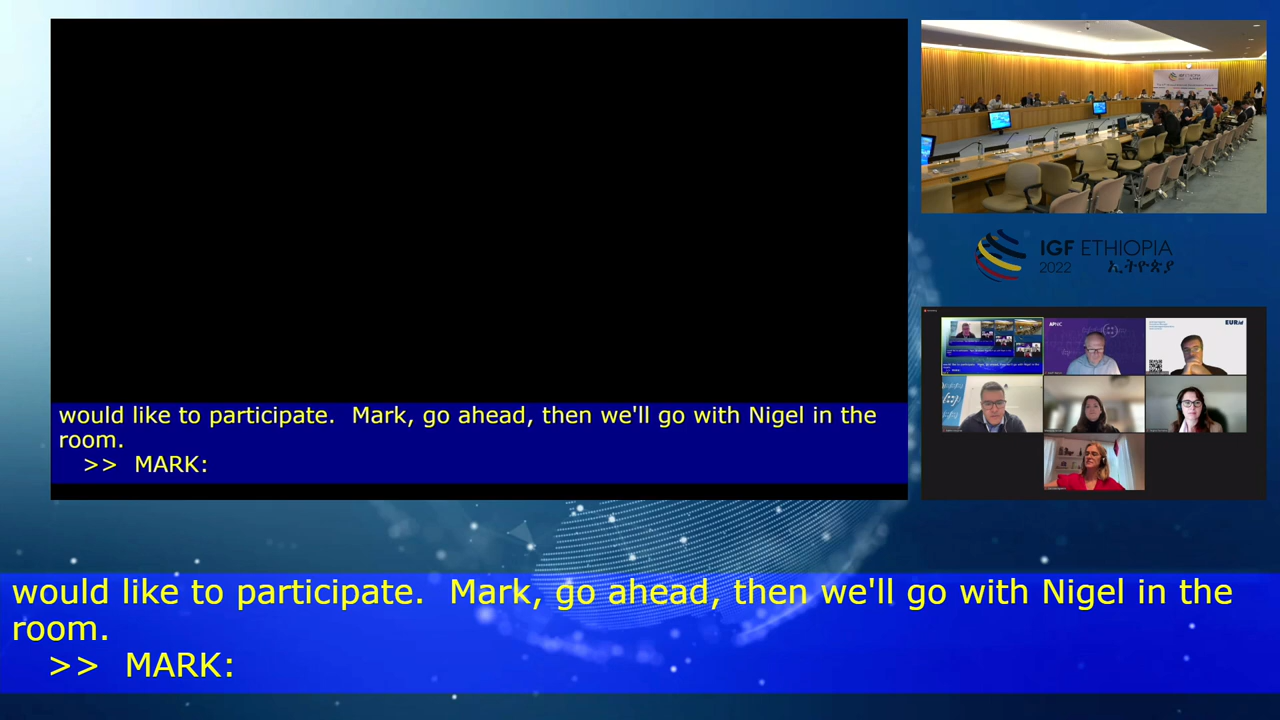 would like to participate.  Mark, go ahead, then we'll go with Nigel in the
room.
>>  MARK:
IGF ETHIOPIA
2022 ኢትዮጵያ
APNIC
would like to participate.  Mark, go ahead, then we'll go with Nigel in the
room.
>>  MARK: